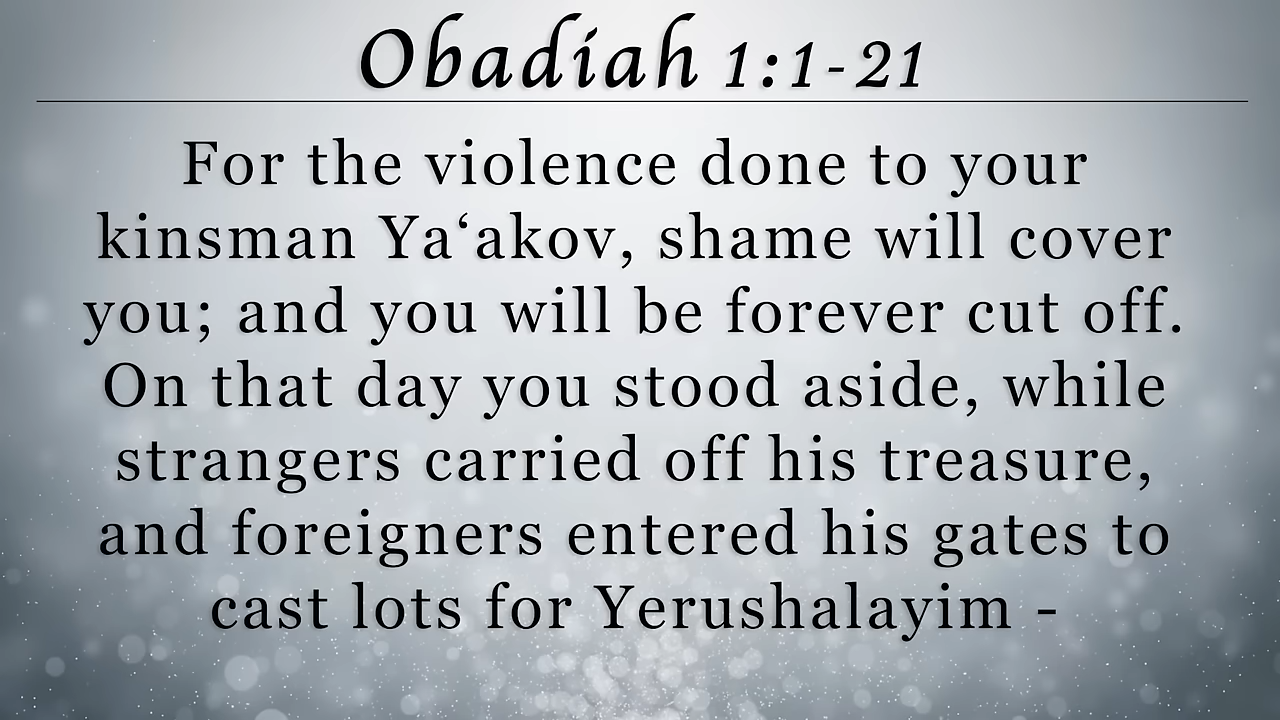 Obadiah 1:1-21
For the violence done to your
kinsman Ya‘akov, shame will cover
you; and you will be forever cut off.
On that day you stood aside, while
strangers carried off his treasure,
and foreigners entered his gates to
cast lots for Yerushalayim -